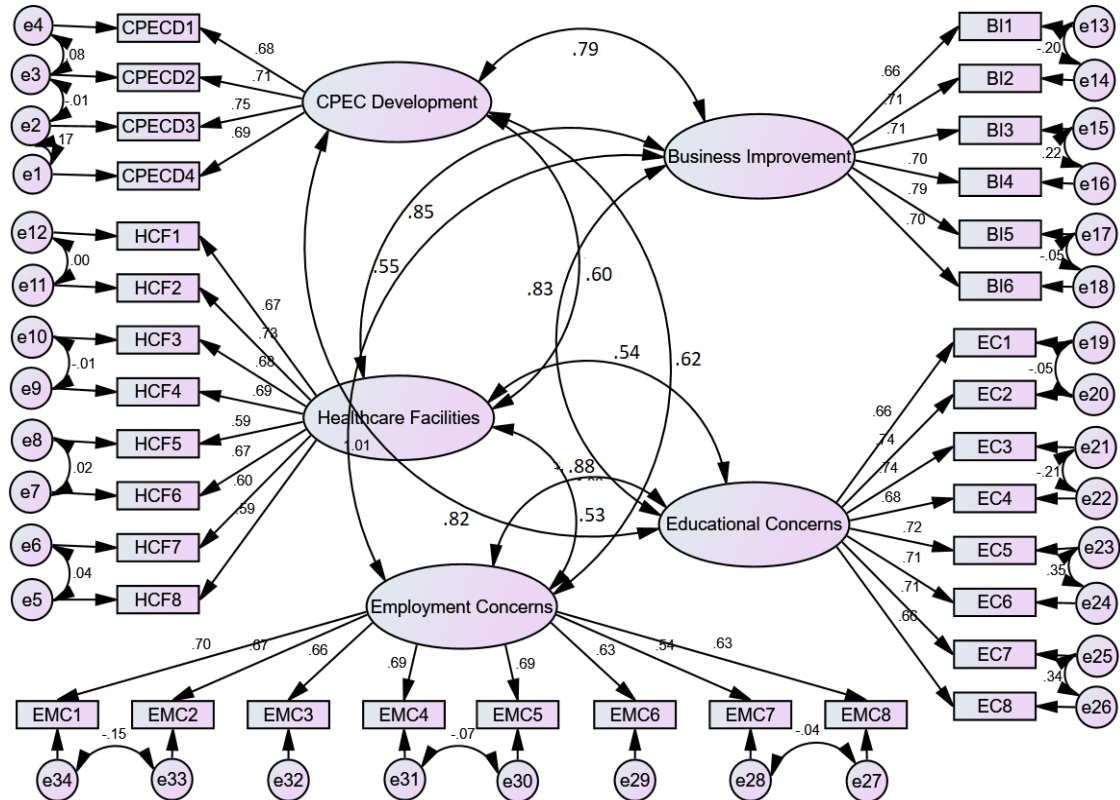 e4 CPECD1 .68
.08
e3 CPECD2 .71
-.01
e2 CPECD3 .75
.17
e1 CPECD4 .69
CPEC Development
.79
Business Improvement
.66 BI1 e13
-.20
.71 BI2 e14
.71 BI3 e15
.22
.70 BI4 e16
.79 BI5 e17
-.05
.70 BI6 e18
e12 HCF1 .67
.00
e11 HCF2 .73
e10 HCF3 .68
-.01
e9 HCF4 .69
e8 HCF5 .59
.02
e7 HCF6 .67
e6 HCF7 .60
.04
e5 HCF8 .59
Healthcare Facilities
1.01
.85
.55
.83
.60
.54
.62
.88
.82
.53
Educational Concerns
.66 EC1 e19
-.05
.74 EC2 e20
.74 EC3 e21
-.21
.68 EC4 e22
.72 EC5 e23
.35
.71 EC6 e24
.71 EC7 e25
.34
.66 EC8 e26
Employment Concerns
.70 .67 .66 .69 .69 .63 .54 .63
EMC1 EMC2 EMC3 EMC4 EMC5 EMC6 EMC7 EMC8
-.15 -.07 -.04
e34 e33 e32 e31 e30 e29 e28 e27